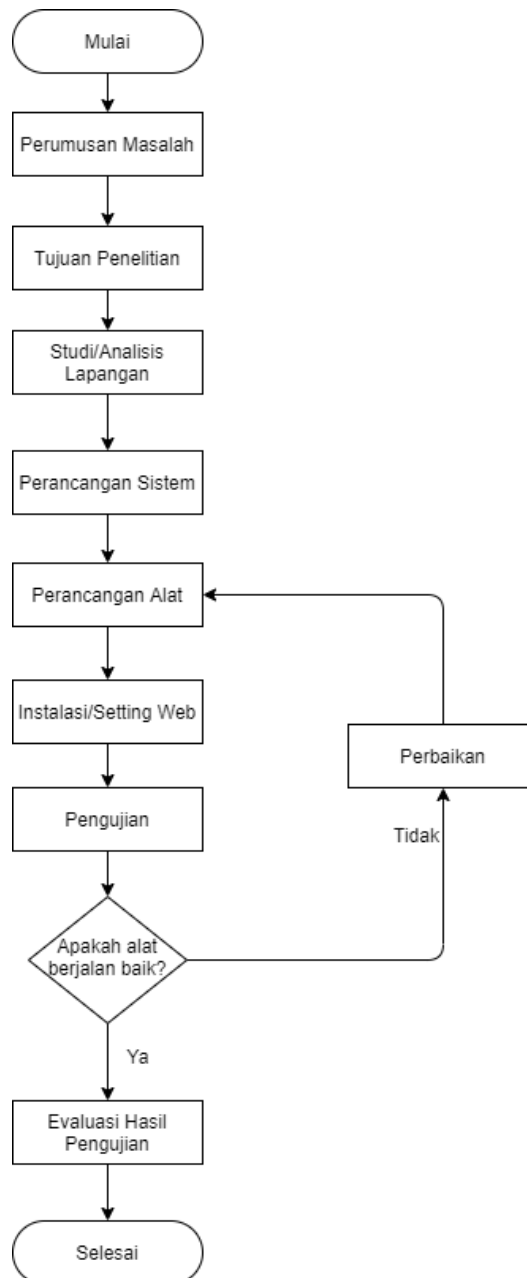 Mulai
Perumusan Masalah
Tujuan Penelitian
Studi/Analisis
Lapangan
Perancangan Sistem
Perancangan Alat
Instalasi/Setting Web
Perbaikan
Pengujian
Tidak
Apakah alat
berjalan baik?
Ya
Evaluasi Hasil
Pengujian
Selesai